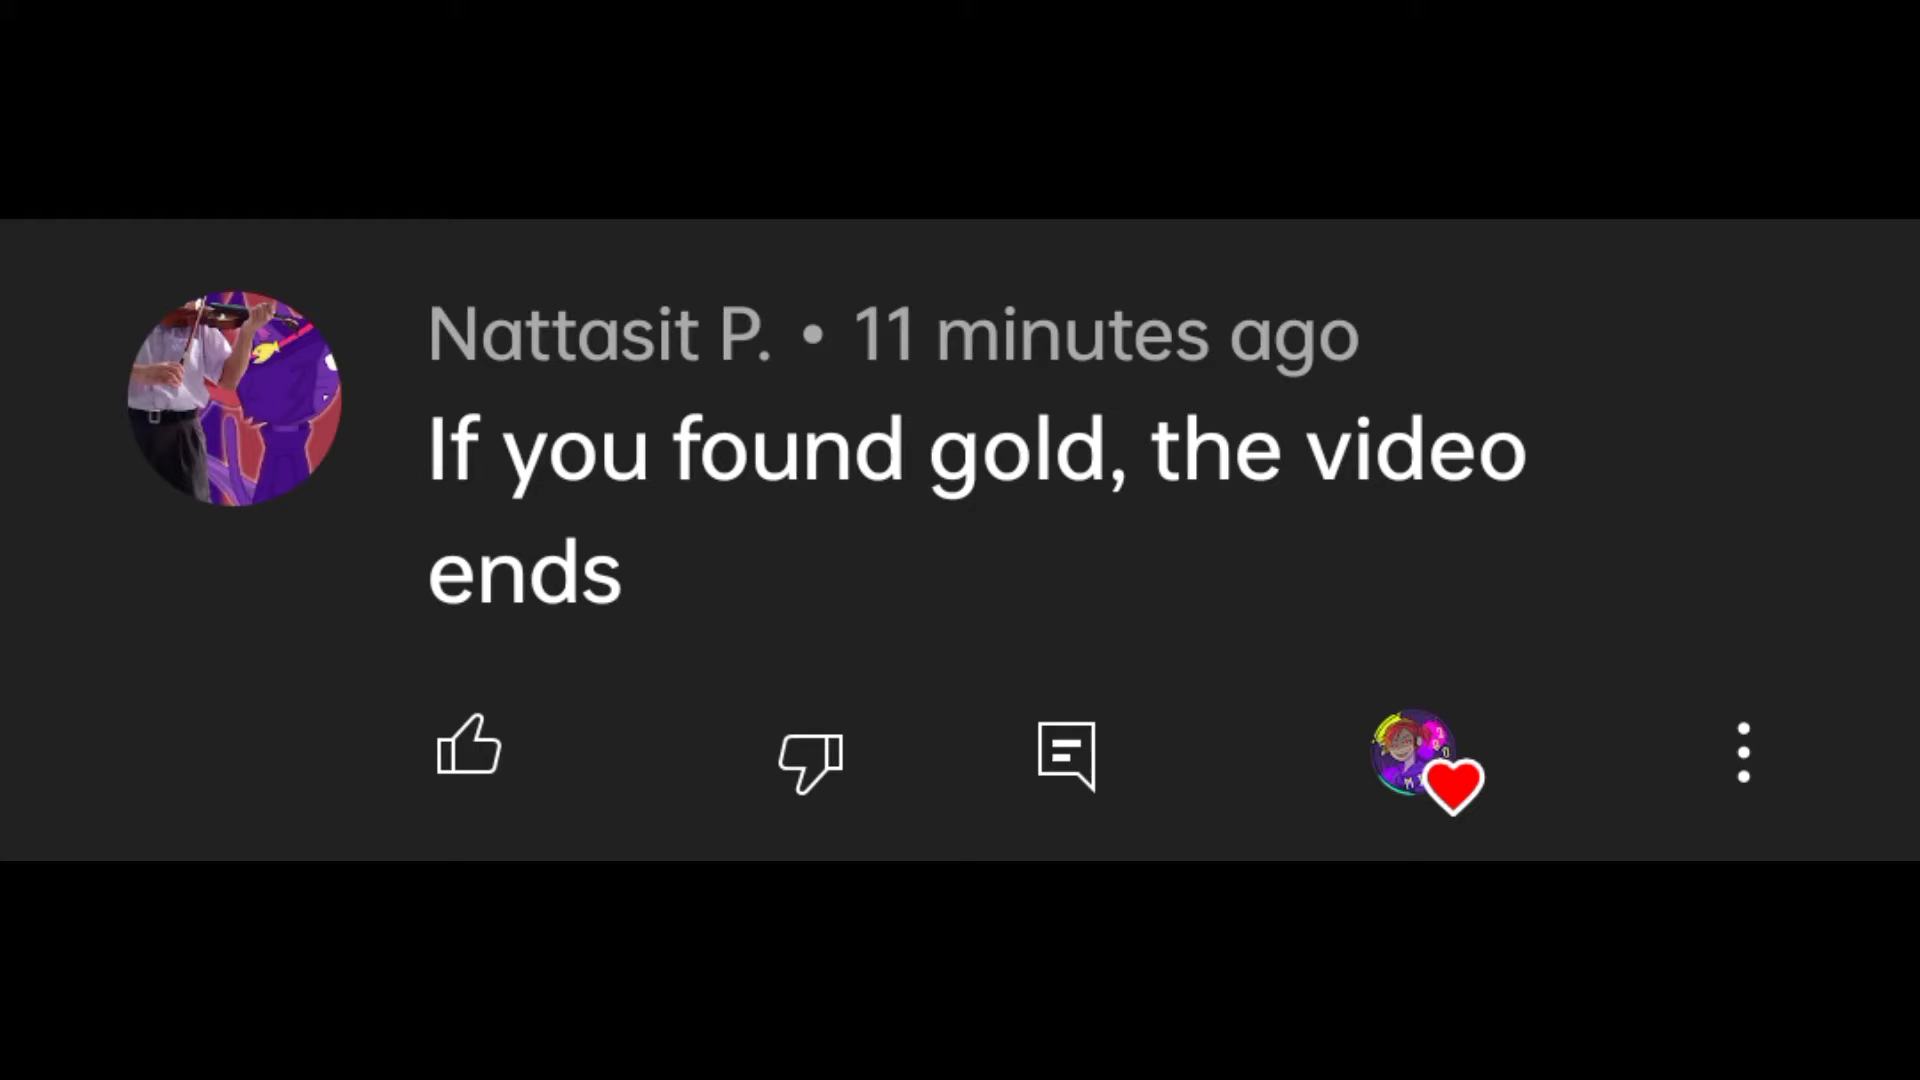 Nattasit P. • 11 minutes ago
If you found gold, the video
ends